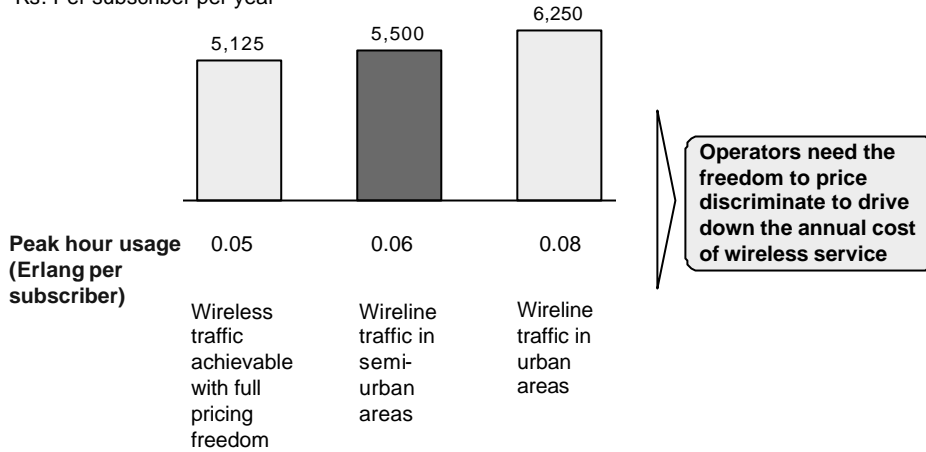 Rs. Per subscriber per year
5,125
5,500
6,250
Operators need the
freedom to price
discriminate to drive
down the annual cost
of wireless service
Peak hour usage
(Erlang per
subscriber)
0.05
0.06
0.08
Wireless
traffic
achievable
with full
pricing
freedom
Wireline
traffic in
semi-
urban
areas
Wireline
traffic in
urban
areas